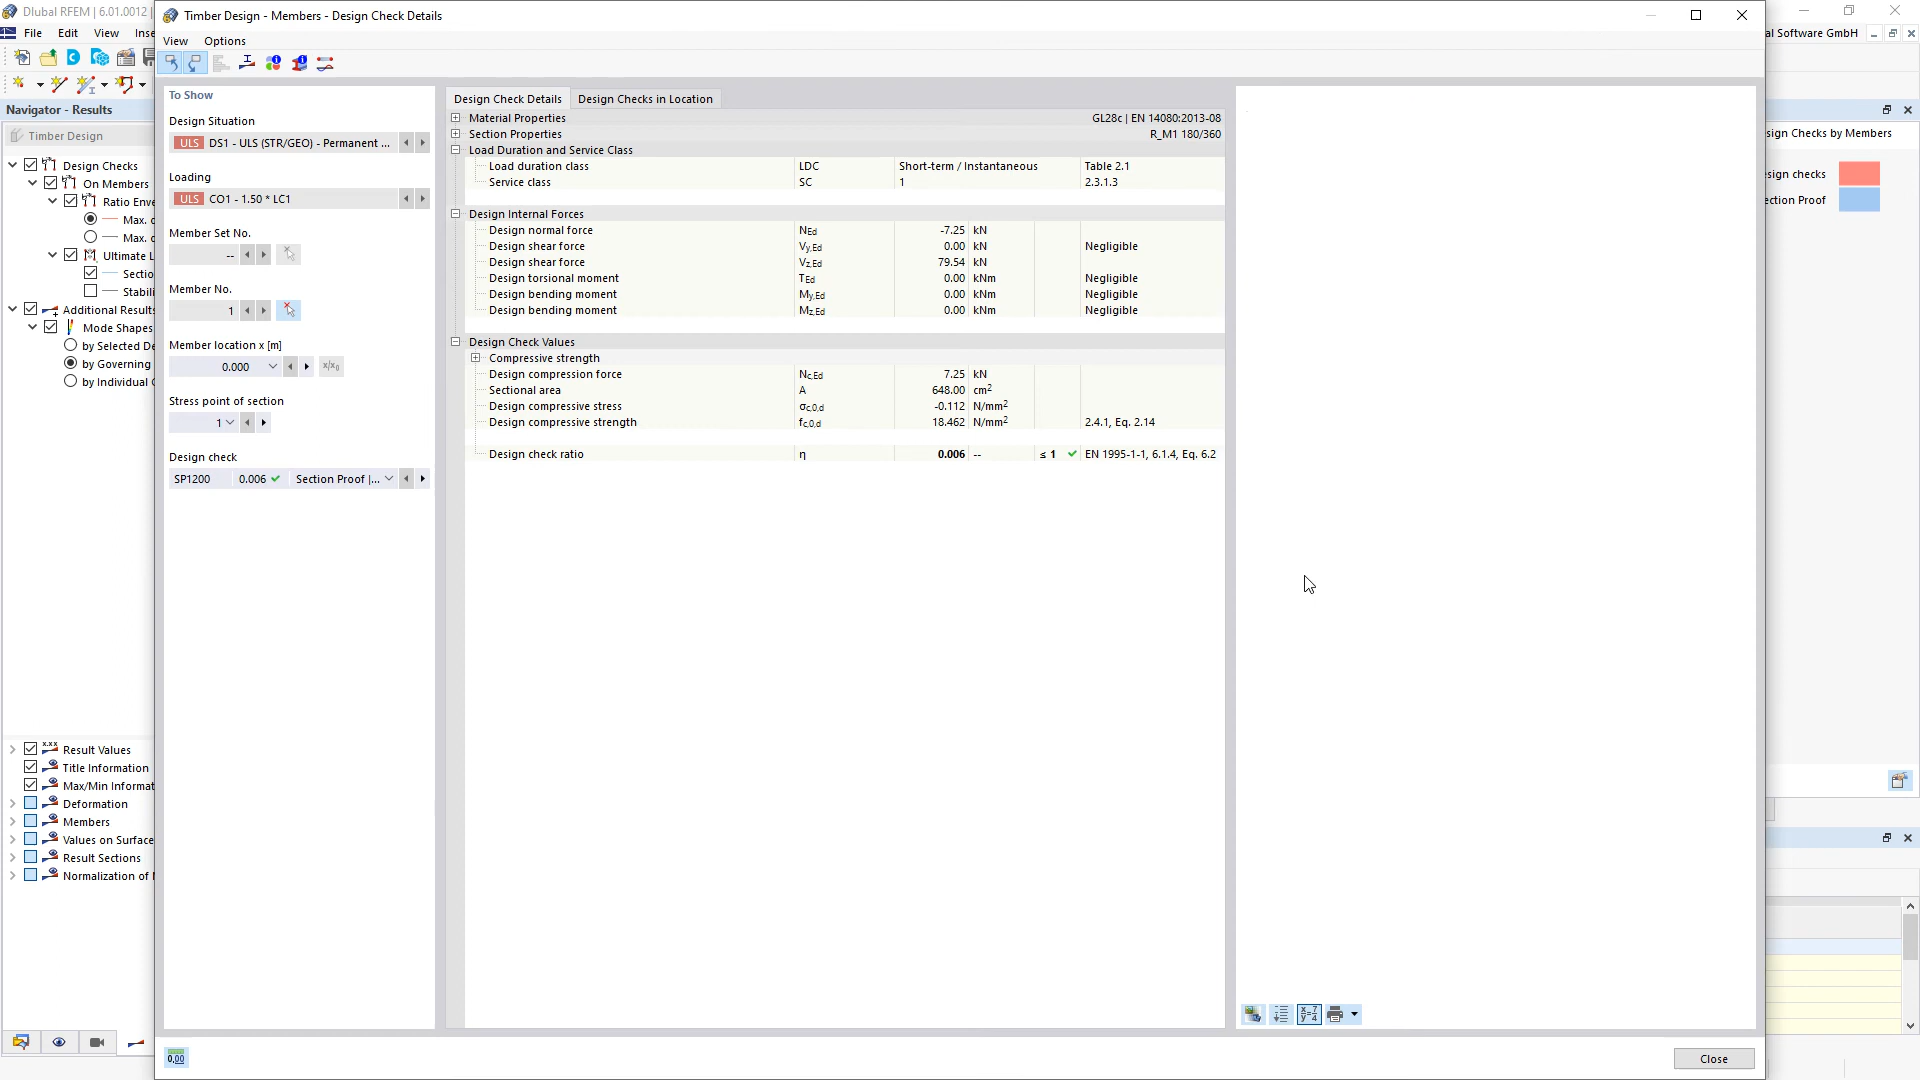 Dlubal RFEM | 6.01.0012 |
Timber Design - Members - Design Check Details
File Edit View Inse
al Software GmbH
View Options
Navigator - Results
Timber Design
Design Checks
On Members
Ratio Enve
Max. c
Max. c
Ultimate L
Sectio
Stabili
Additional Results
Mode Shapes
by Selected De
by Governing
by Individual C
x.xx Result Values
Title Information
Max/Min Informat
Deformation
Members
Values on Surface
Result Sections
Normalization of M
To Show
Design Situation
ULS DS1 - ULS (STR/GEO) - Permanent ...
Loading
ULS CO1 - 1.50 * LC1
Member Set No.
--
Member No.
1
Member location x [m]
0.000
x/x₀
Stress point of section
1
Design check
SP1200 0.006 Section Proof |...
Design Check Details Design Checks in Location
Material Properties GL28c | EN 14080:2013-08
Section Properties R_M1 180/360
Load Duration and Service Class
Load duration class LDC Short-term / Instantaneous Table 2.1
Service class SC 1 2.3.1.3
Design Internal Forces
Design normal force NEd -7.25 kN
Design shear force Vy,Ed 0.00 kN Negligible
Design shear force Vz,Ed 79.54 kN
Design torsional moment TEd 0.00 kNm Negligible
Design bending moment My,Ed 0.00 kNm Negligible
Design bending moment Mz,Ed 0.00 kNm Negligible
Design Check Values
Compressive strength
Design compression force Nc,Ed 7.25 kN
Sectional area A 648.00 cm2
Design compressive stress σc,0,d -0.112 N/mm2
Design compressive strength fc,0,d 18.462 N/mm2 2.4.1, Eq. 2.14
Design check ratio η 0.006 -- ≤ 1 EN 1995-1-1, 6.1.4, Eq. 6.2
sign Checks by Members
esign checks
ection Proof
0,00
Close